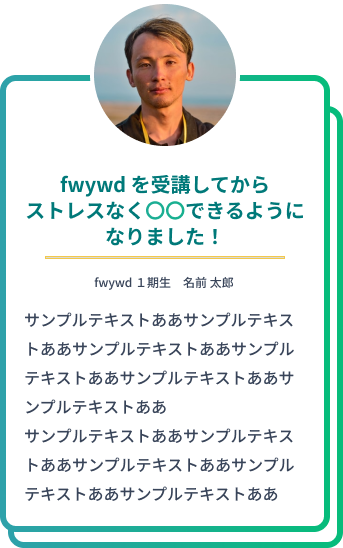 fwywd を受講してから
ストレスなく〇〇できるように
なりました！
fwywd １期生　名前 太郎
サンプルテキストああサンプルテキス
トああサンプルテキストああサンプル
テキストああサンプルテキストああサ
ンプルテキストああ
サンプルテキストああサンプルテキス
トああサンプルテキストああサンプル
テキストああサンプルテキストああ